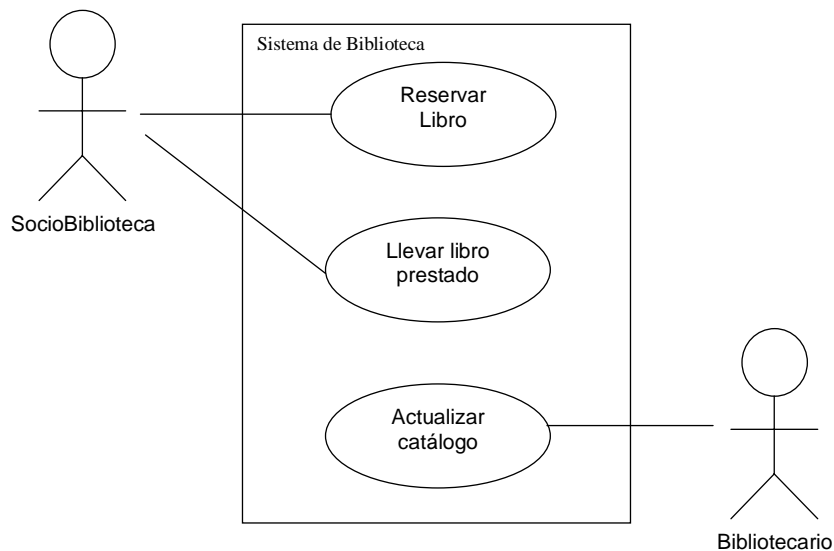 Sistema de Biblioteca
Reservar
Libro
SocioBiblioteca
Llevar libro
prestado
Actualizar
catálogo
Bibliotecario